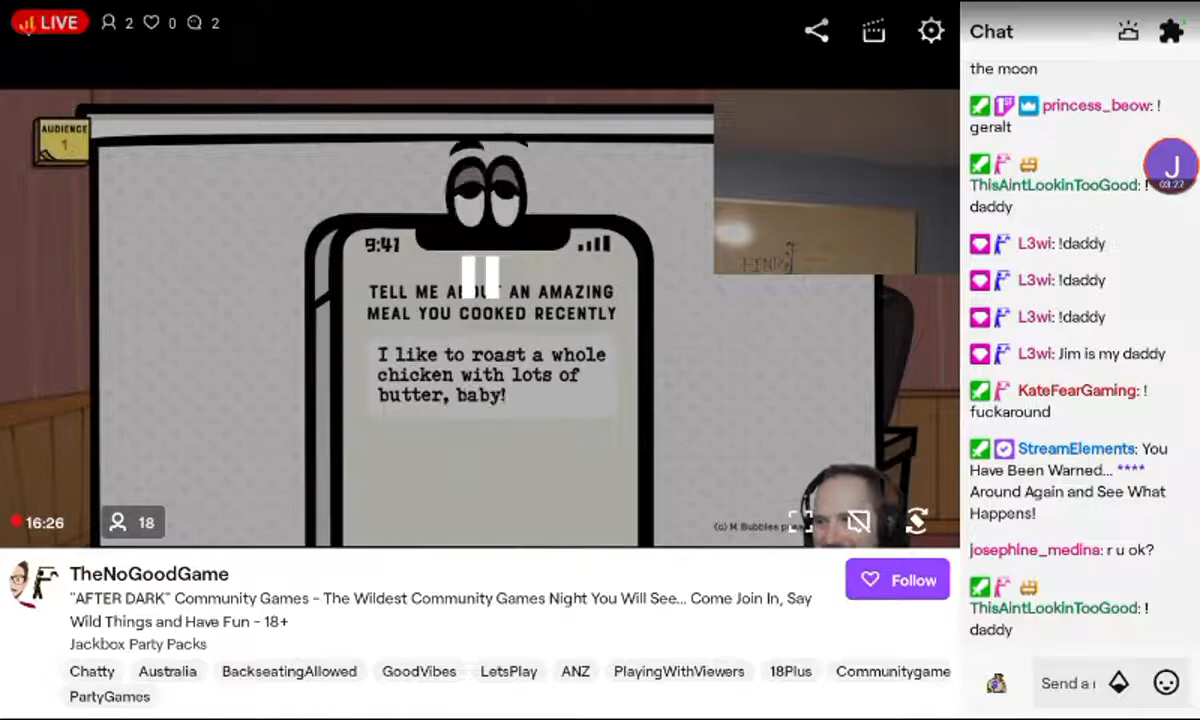 LIVE 2 0 2
AUDIENCE
1
9:41
TELL ME ABOUT AN AMAZING
MEAL YOU COOKED RECENTLY
I like to roast a whole
chicken with lots of
butter, baby!
16:26
18
(c) M Bubbles
TheNoGoodGame
"AFTER DARK" Community Games - The Wildest Community Games Night You Will See... Come Join In, Say
Wild Things and Have Fun - 18+
Jackbox Party Packs
Follow
Chatty Australia BackseatingAllowed GoodVibes LetsPlay ANZ PlayingWithViewers 18Plus Communitygame
PartyGames
Chat
the moon
princess_beow: !
geralt
J
03:27
ThisAintLookinTooGood: !
daddy
L3wi: !daddy
L3wi: !daddy
L3wi: !daddy
L3wi: Jim is my daddy
KateFearGaming: !
fuckaround
StreamElements: You
Have Been Warned... ****
Around Again and See What
Happens!
josephine_medina: r u ok?
ThisAintLookinTooGood: !
daddy
Send a